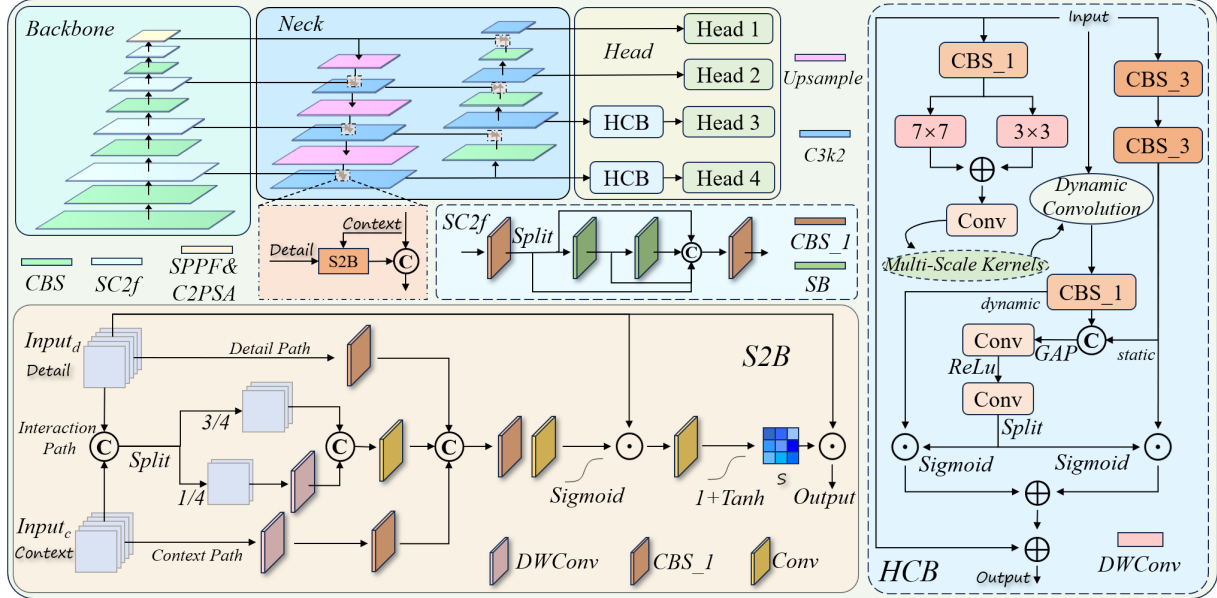 Backbone
Neck
Head
Head 1
Head 2
HCB
Head 3
HCB
Head 4
Upsample
C3k2
CBS
SC2f
SPPF&
C2PSA
Context
Detail
S2B
C
SC2f
Split
C
CBS_1
SB
Input_d
Detail
Detail Path
S2B
Interaction
Path
C
Split
3/4
1/4
C
C
Sigmoid
1+Tanh
S
Output
Input_c
Context
Context Path
DWConv
CBS_1
Conv
Input
CBS_1
CBS_3
7×7
3×3
CBS_3
Dynamic
Convolution
Conv
Multi-Scale Kernels
dynamic
CBS_1
Conv
GAP
C
static
ReLu
Conv
Split
Sigmoid
Sigmoid
HCB
Output
DWConv